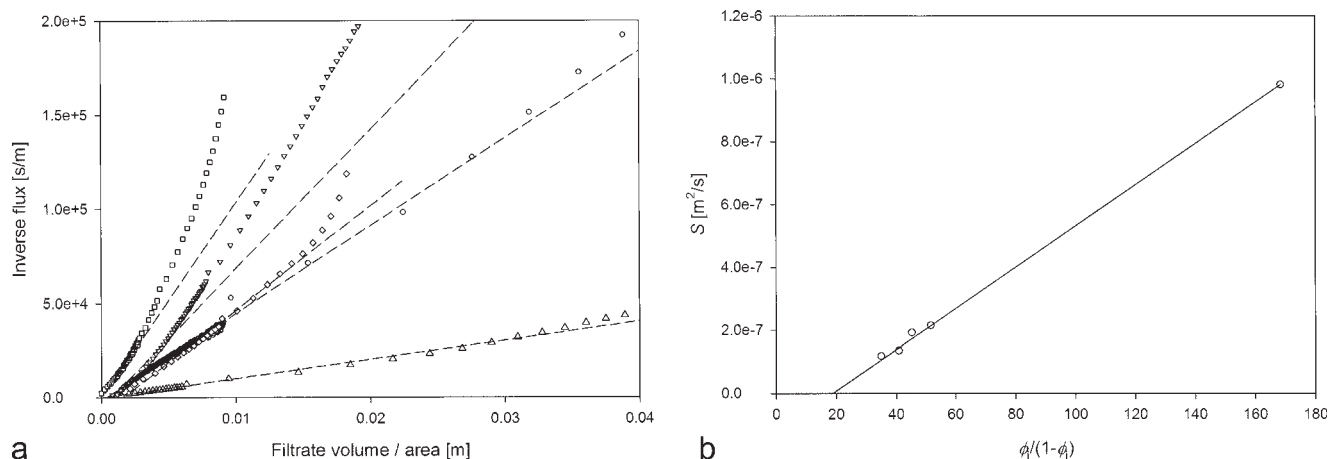 2.0e+5
1.5e+5
1.0e+5
5.0e+4
0.0
Inverse flux [s/m]
0.00
0.01
0.02
0.03
0.04
Filtrate volume / area [m]
a
1.2e-6
1.0e-6
8.0e-7
6.0e-7
4.0e-7
2.0e-7
0.0
S [m²/s]
0
20
40
60
80
100
120
140
160
180
ϕᵢ/(1-ϕᵢ)
b